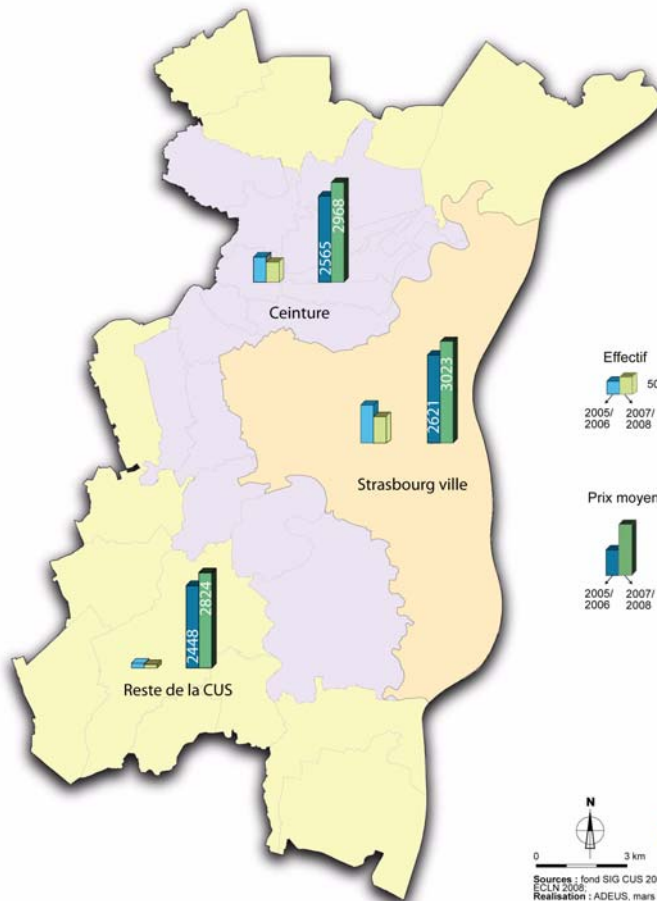 2565
2968
Ceinture
2621
3023
Strasbourg ville
2448
2824
Reste de la CUS
Effectif
50
2005/ 2007/
2006 2008
Prix moyen
2005/ 2007/
2006 2008
N
0 3 km
Sources : fond SIG CUS 20
ECLN 2008;
Réalisation : ADEUS, mars